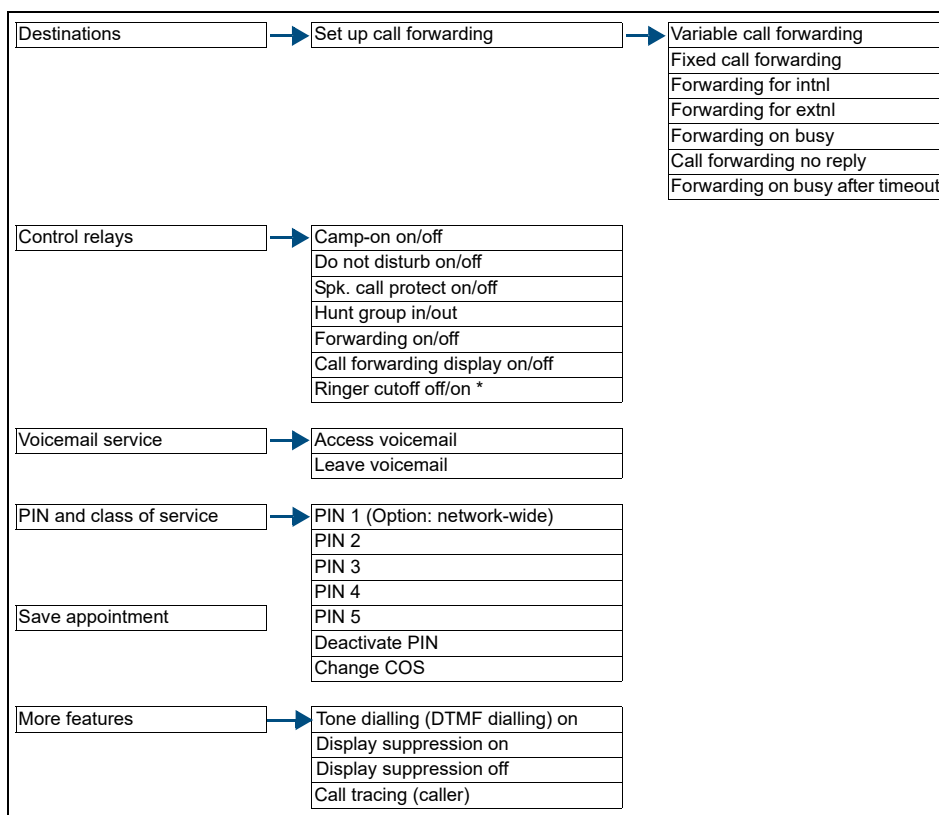 Destinations
Set up call forwarding
Variable call forwarding
Fixed call forwarding
Forwarding for intnl
Forwarding for extnl
Forwarding on busy
Call forwarding no reply
Forwarding on busy after timeout
Control relays
Camp-on on/off
Do not disturb on/off
Spk. call protect on/off
Hunt group in/out
Forwarding on/off
Call forwarding display on/off
Ringer cutoff off/on *
Voicemail service
Access voicemail
Leave voicemail
PIN and class of service
PIN 1 (Option: network-wide)
PIN 2
PIN 3
PIN 4
Save appointment
PIN 5
Deactivate PIN
Change COS
More features
Tone dialling (DTMF dialling) on
Display suppression on
Display suppression off
Call tracing (caller)